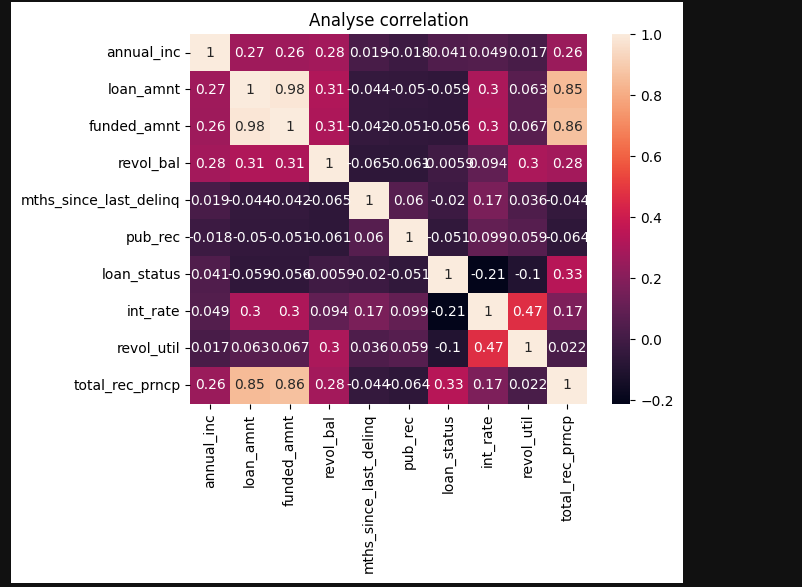 Analyse correlation
annual_inc 1 0.27 0.26 0.28 0.019 -0.018 0.041 0.049 0.017 0.26
loan_amnt 0.27 1 0.98 0.31 -0.044 -0.05 -0.059 0.3 0.063 0.85
funded_amnt 0.26 0.98 1 0.31 -0.042 -0.051 -0.056 0.3 0.067 0.86
revol_bal 0.28 0.31 0.31 1 -0.065 -0.061 0.0059 0.094 0.3 0.28
mths_since_last_delinq 0.019 -0.044 -0.042 -0.065 1 0.06 -0.02 0.17 0.036 -0.044
pub_rec -0.018 -0.05 -0.051 -0.061 0.06 1 -0.051 0.099 0.059 -0.064
loan_status 0.041 -0.059 -0.056 0.0059 -0.02 -0.051 1 -0.21 -0.1 0.33
int_rate 0.049 0.3 0.3 0.094 0.17 0.099 -0.21 1 0.47 0.17
revol_util 0.017 0.063 0.067 0.3 0.036 0.059 -0.1 0.47 1 0.022
total_rec_prncp 0.26 0.85 0.86 0.28 -0.044 -0.064 0.33 0.17 0.022 1
annual_inc
loan_amnt
funded_amnt
revol_bal
mths_since_last_delinq
pub_rec
loan_status
int_rate
revol_util
total_rec_prncp
1.0
0.8
0.6
0.4
0.2
0.0
−0.2